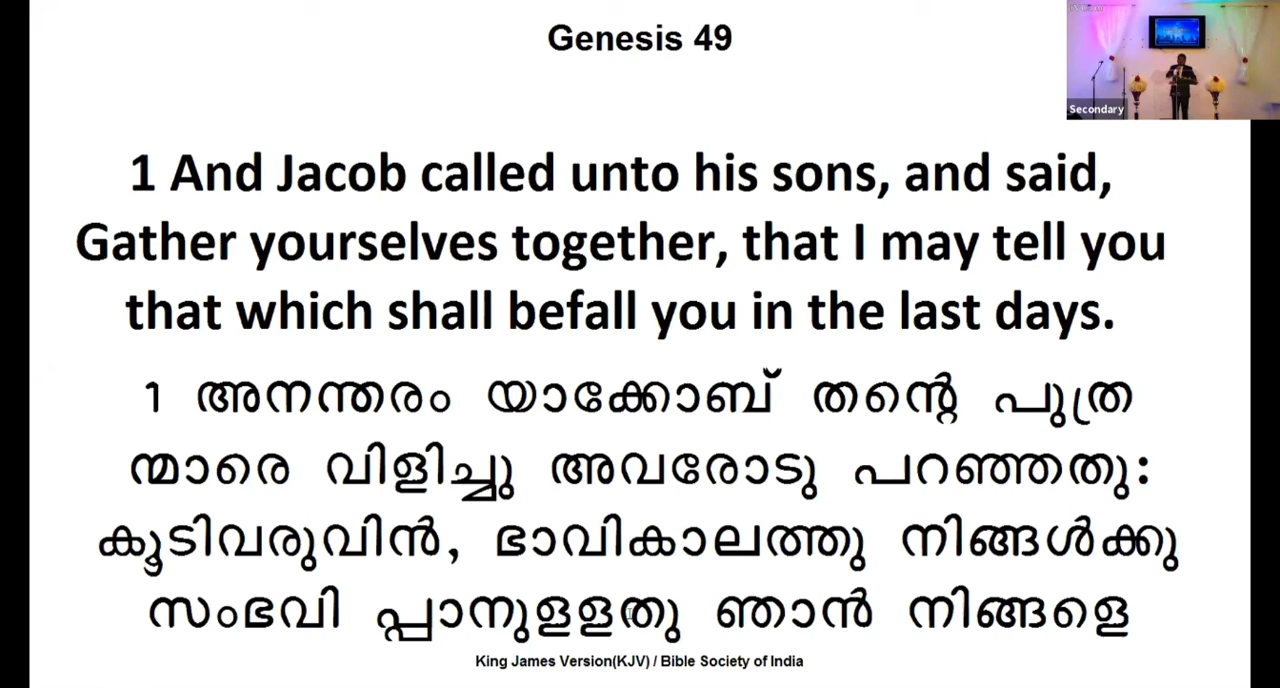 Genesis 49
Secondary
1 And Jacob called unto his sons, and said,
Gather yourselves together, that I may tell you
that which shall befall you in the last days.
1 അനന്തരം യാക്കോബ് തന്റെ പുത്ര
ന്മാരെ വിളിച്ചു അവരോടു പറഞ്ഞതു:
കൂടിവരുവിൻ, ഭാവികാലത്തു നിങ്ങൾക്കു
സംഭവി പ്പാനുളളതു ഞാൻ നിങ്ങളെ
King James Version(KJV) / Bible Society of India